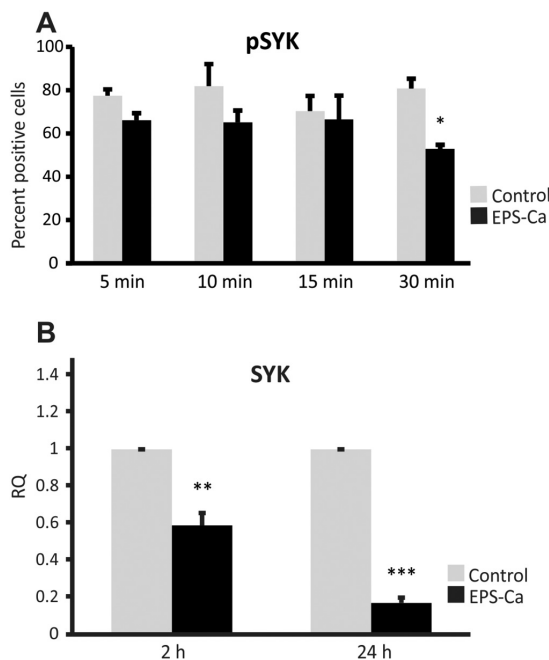 A
pSYK
100
80
60
40
20
0
Percent positive cells
*
Control
EPS-Ca
5 min 10 min 15 min 30 min
B
SYK
1.4
1.2
1
0.8
0.6
0.4
0.2
0
RQ
**
***
Control
EPS-Ca
2 h 24 h